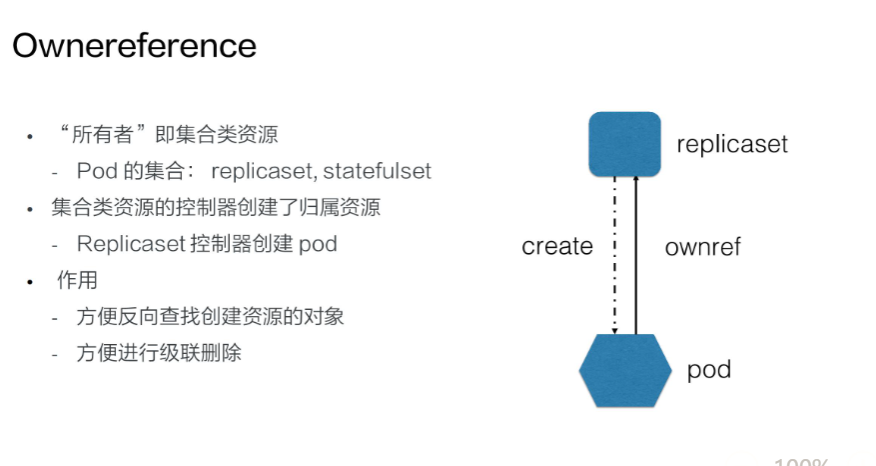 Ownereference
• “所有者”即集合类资源
- Pod 的集合： replicaset, statefulset
• 集合类资源的控制器创建了归属资源
- Replicaset 控制器创建 pod
• 作用
- 方便反向查找创建资源的对象
- 方便进行级联删除
replicaset
create
ownref
pod
100%